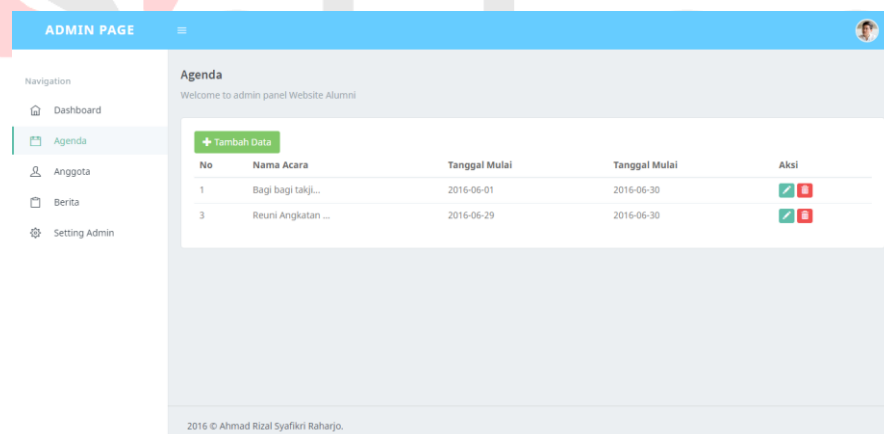 ADMIN PAGE
Navigation
Dashboard
Agenda
Anggota
Berita
Setting Admin
Agenda
Welcome to admin panel Website Alumni
Tambah Data
No Nama Acara Tanggal Mulai Tanggal Mulai Aksi
1 Bagi bagi takji... 2016-06-01 2016-06-30
3 Reuni Angkatan ... 2016-06-29 2016-06-30
2016 © Ahmad Rizal Syafikri Raharjo.